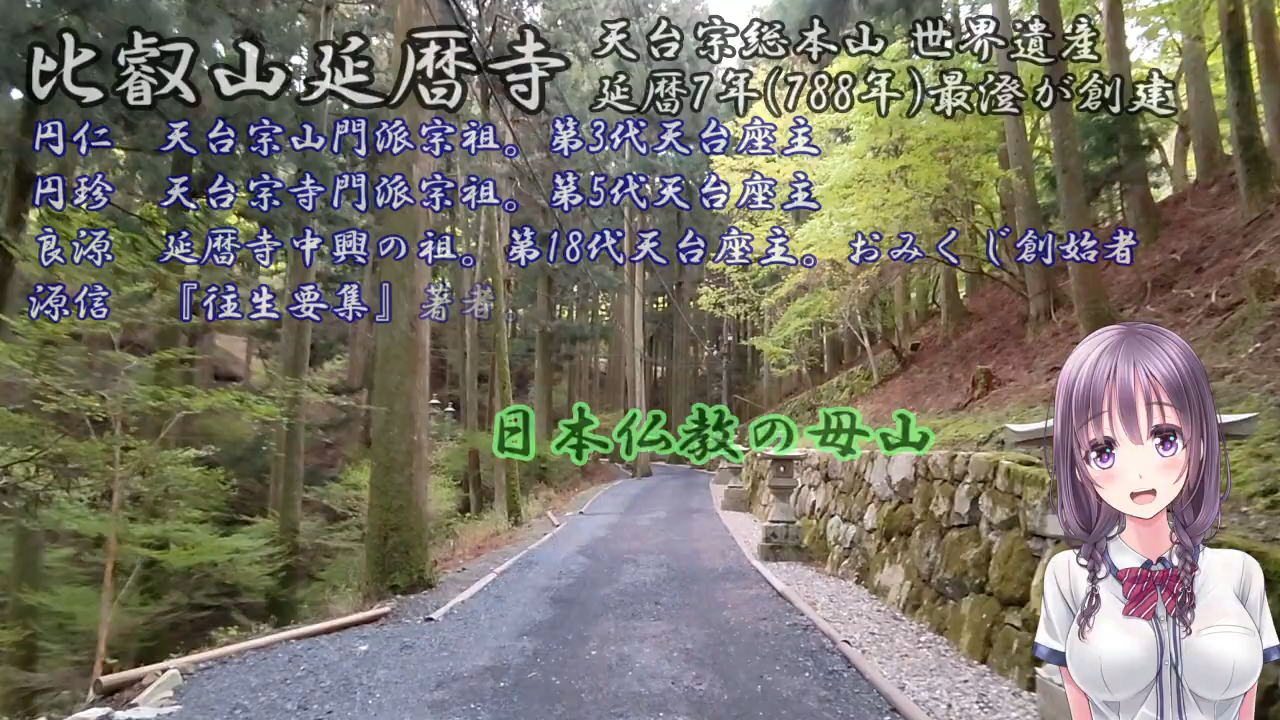 比叡山延暦寺
天台宗総本山 世界遺産
延暦7年(788年)最澄が創建
円仁 天台宗山門派宗祖。第3代天台座主
円珍 天台宗寺門派宗祖。第5代天台座主
良源 延暦寺中興の祖。第18代天台座主。おみくじ創始者
源信 『往生要集』著者。
日本仏教の母山